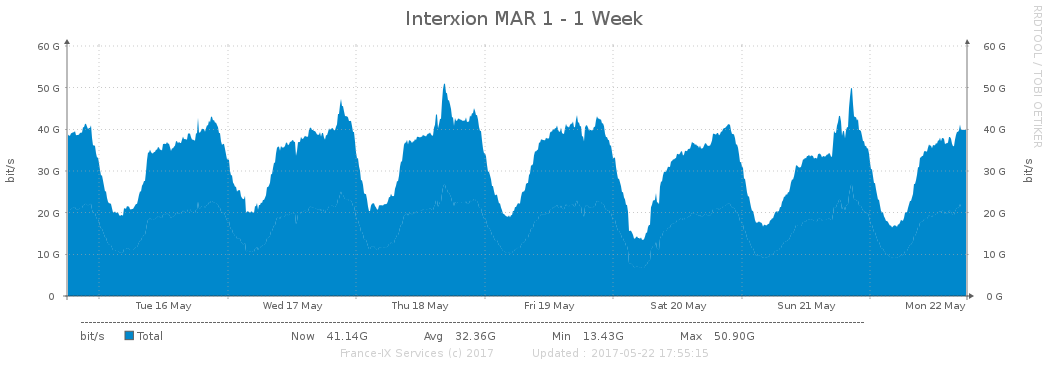 Interxion MAR 1 - 1 Week
RRDTOOL / TOBI OETIKER
60 G 60 G
50 G 50 G
40 G 40 G
30 G 30 G
20 G 20 G
10 G 10 G
0 0 G
bit/s bit/s
Tue 16 May Wed 17 May Thu 18 May Fri 19 May Sat 20 May Sun 21 May Mon 22 May
bit/s Total Now 41.14G Avg 32.36G Min 13.43G Max 50.90G
France-IX Services (c) 2017 Updated : 2017-05-22 17:55:15